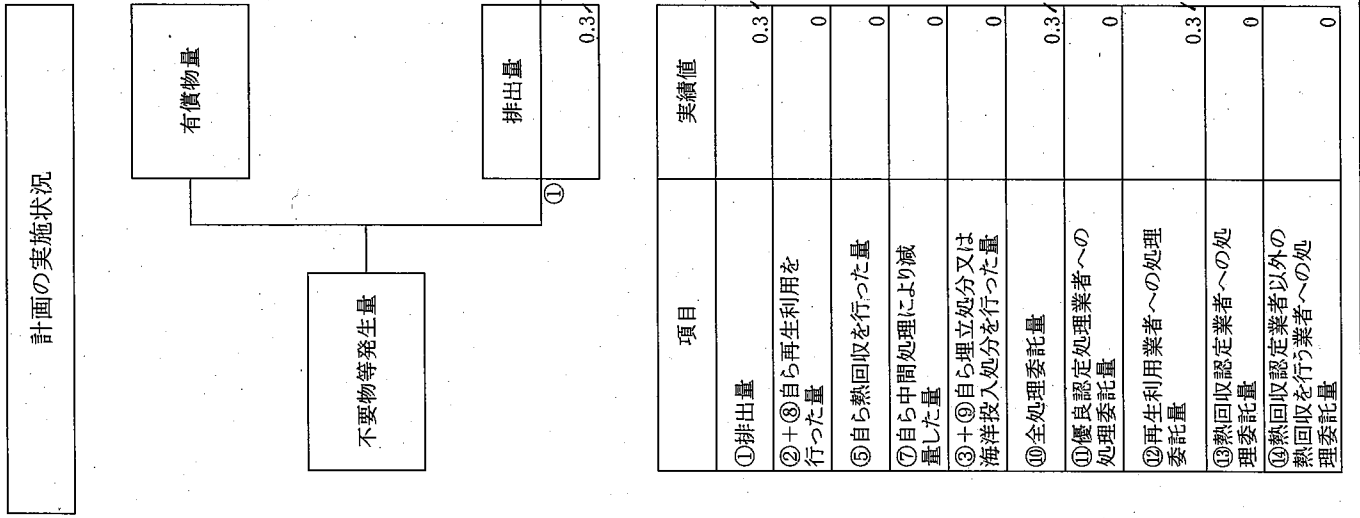 計画の実施状況
不要物等発生量
有償物量
排出量
①
0.3
項目
実績値
①排出量
0.3
②+⑧自ら再生利用を
行った量
0
⑤自ら熱回収を行った量
0
⑦自ら中間処理により減
量した量
0
③+⑨自ら埋立処分又は
海洋投入処分を行った量
0
⑩全処理委託量
0.3
⑪優良認定処理業者への
処理委託量
0
⑫再生利用業者への処理
委託量
0.3
⑬熱回収認定業者への処
理委託量
0
⑭熱回収認定業者以外の
熱回収を行う業者への処
理委託量
0